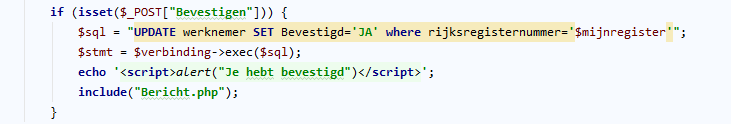 if (isset($_POST["Bevestigen"])) {
$sql = "UPDATE werknemer SET Bevestigd='JA' where rijksregisternummer='$mijnregister'";
$stmt = $verbinding->exec($sql);
echo '<script>alert("Je hebt bevestigd")</script>';
include("Bericht.php");
}